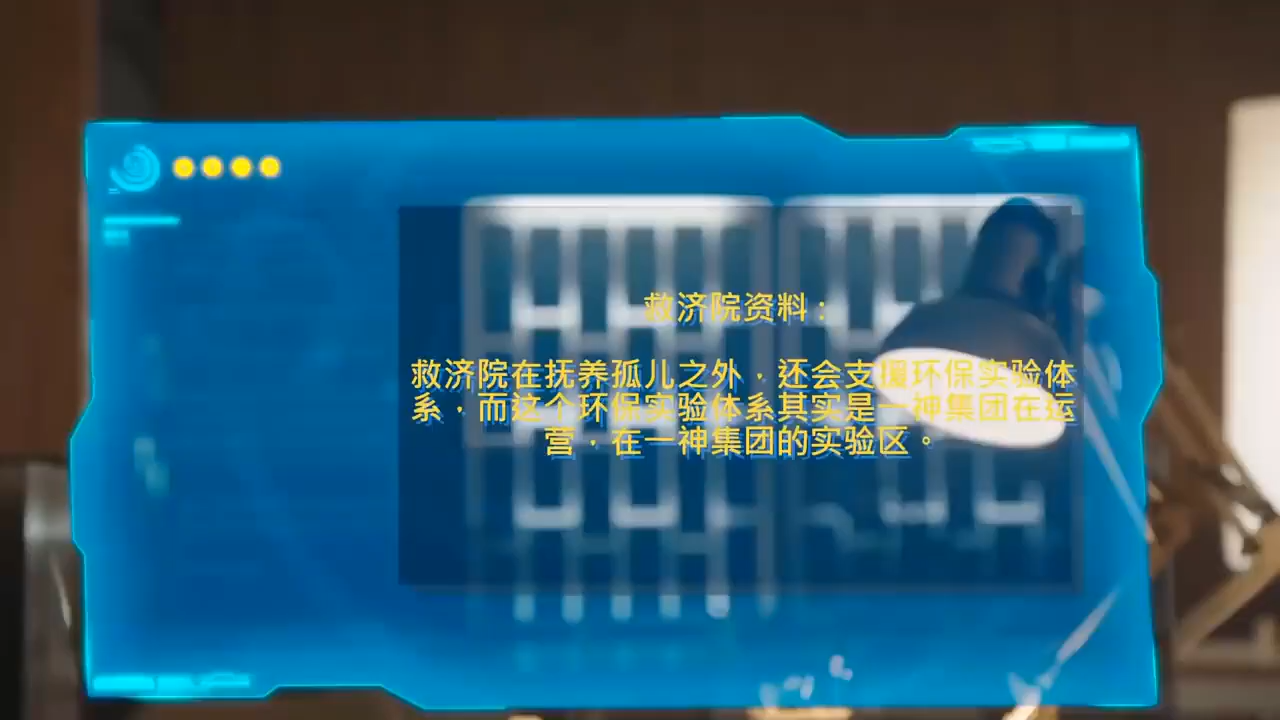 救济院资料：
救济院在抚养孤儿之外，还会支援环保实验体
系，而这个环保实验体系其实是一神集团在运
营，在一神集团的实验区。